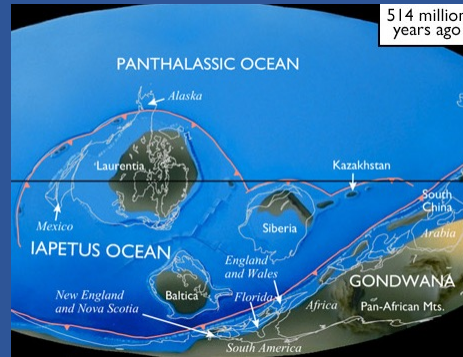 514 million
years ago
PANTHALASSIC OCEAN
Alaska
Laurentia
Kazakhstan
South
China
Mexico
Siberia
Arabia
IAPETUS OCEAN
England
and Wales
New England
and Nova Scotia
Baltica
Florida
Africa
GONDWANA
Pan-African Mts.
South America